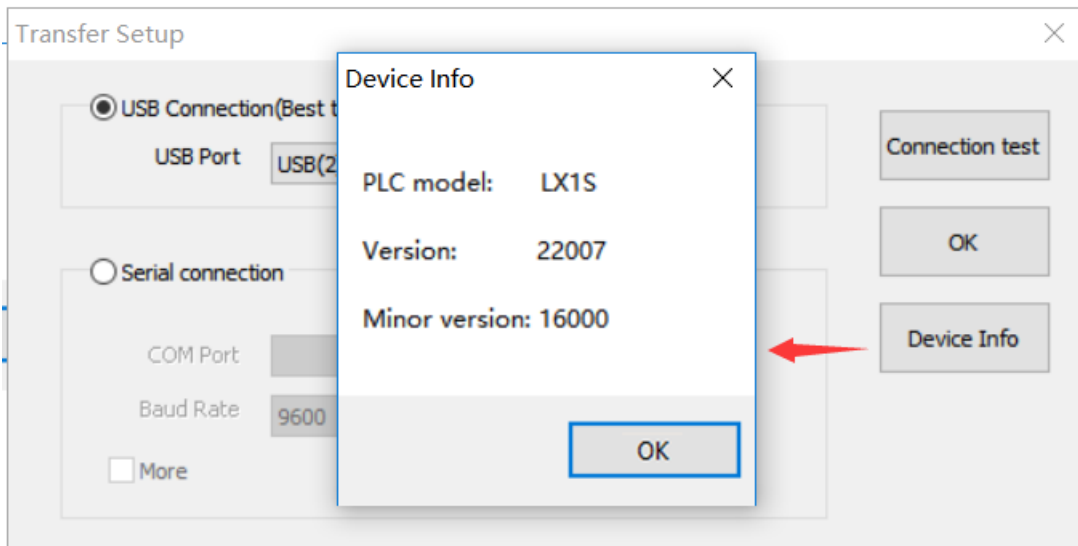 Transfer Setup
Device Info
USB Connection(Best t
USB Port
USB(2
PLC model: LX1S
Version: 22007
Minor version: 16000
OK
Serial connection
COM Port
Baud Rate
9600
More
Connection test
OK
Device Info